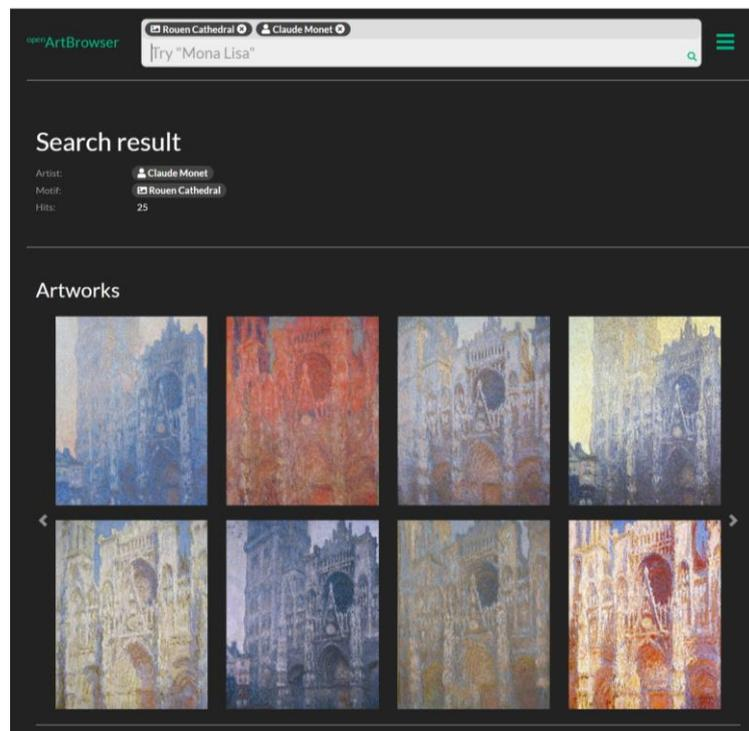 Rouen Cathedral Claude Monet
openArtBrowser
Try "Mona Lisa"
Search result
Artist: Claude Monet
Motif: Rouen Cathedral
Hits: 25
Artworks